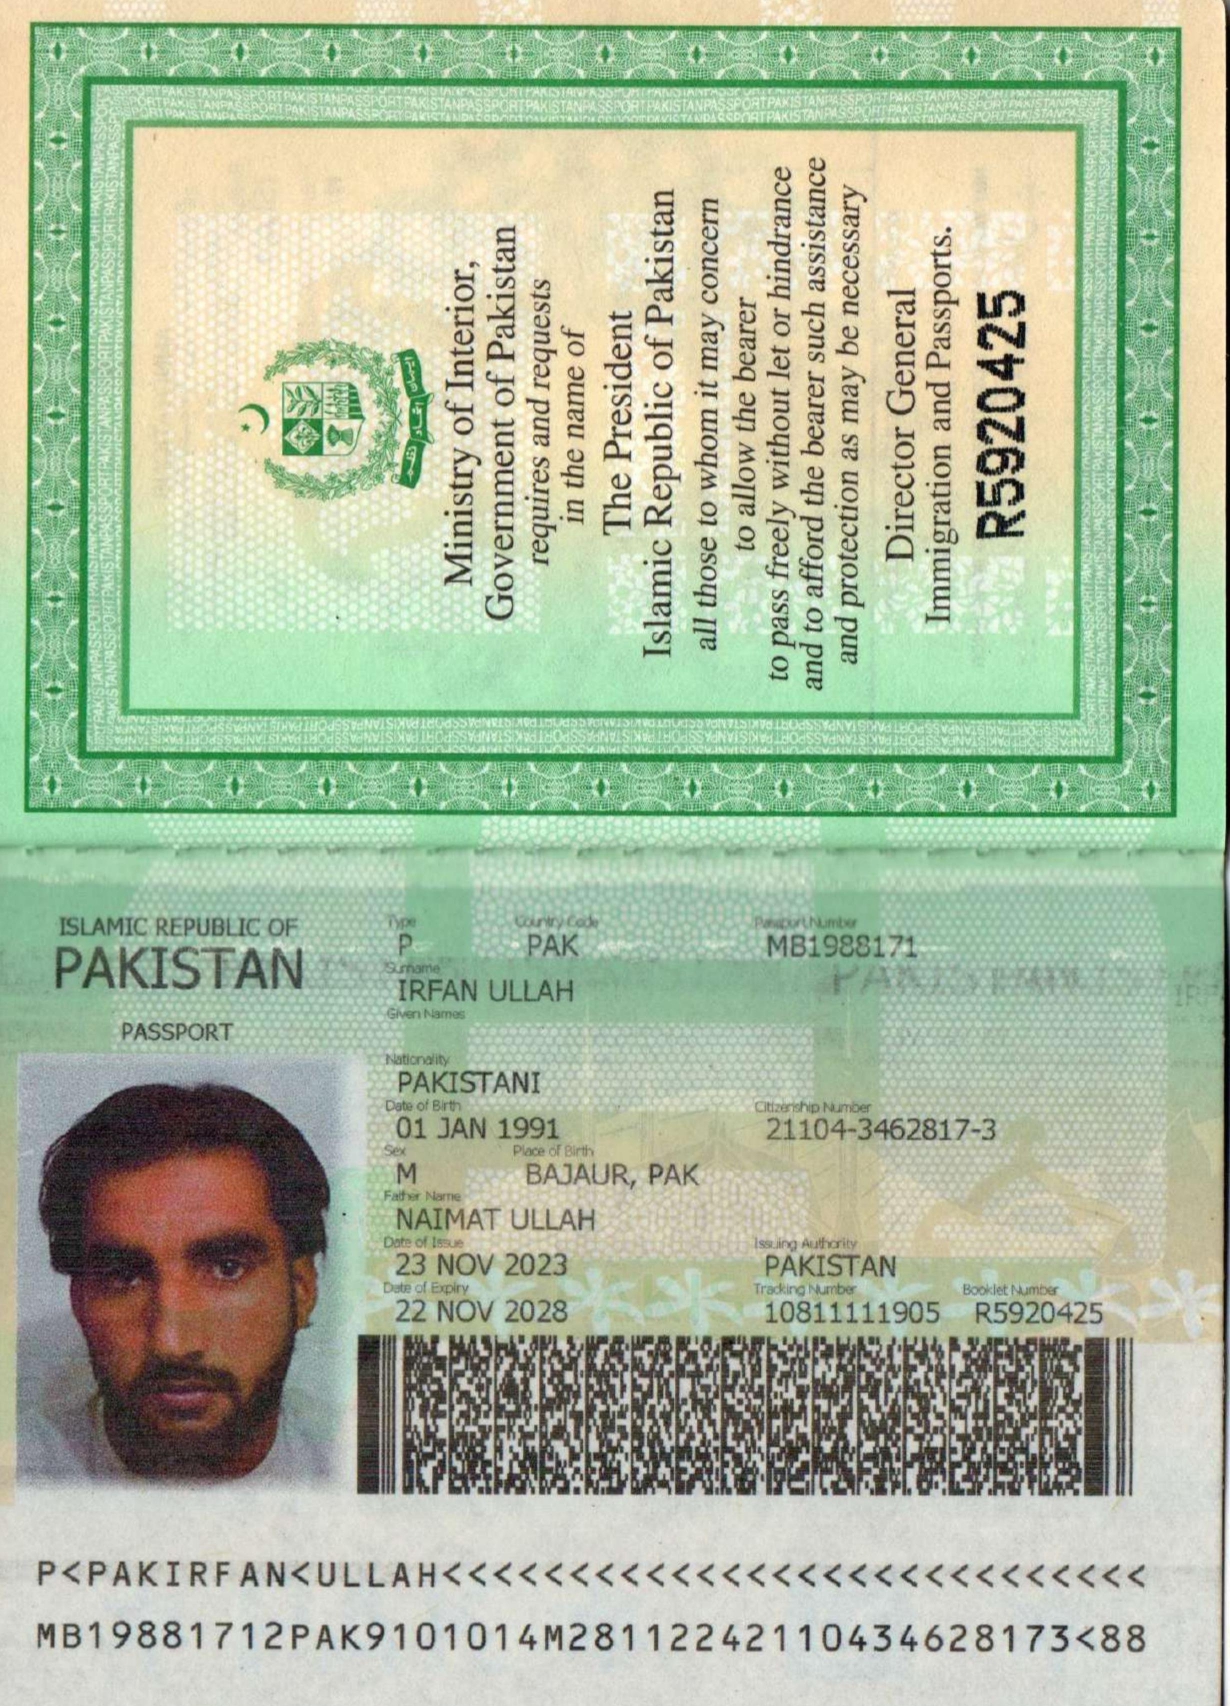 Ministry of Interior,
Government of Pakistan
requires and requests
in the name of
The President
Islamic Republic of Pakistan
all those to whom it may concern
to allow the bearer
to pass freely without let or hindrance
and to afford the bearer such assistance
and protection as may be necessary
Director General
Immigration and Passports.
R5920425
ISLAMIC REPUBLIC OF
PAKISTAN
PASSPORT
Type Country Code Passport Number
P PAK MB1988171
Surname
IRFAN ULLAH
Given Names
Nationality
PAKISTANI
Date of Birth Citizenship Number
01 JAN 1991 21104-3462817-3
Sex Place of Birth
M BAJAUR, PAK
Father Name
NAIMAT ULLAH
Date of Issue Issuing Authority
23 NOV 2023 PAKISTAN
Date of Expiry Tracking Number Booklet Number
22 NOV 2028 10811111905 R5920425
P<PAKIRFAN<ULLAH<<<<<<<<<<<<<<<<<<<<<<<<<<<<
MB19881712PAK9101014M28112242110434628173<88